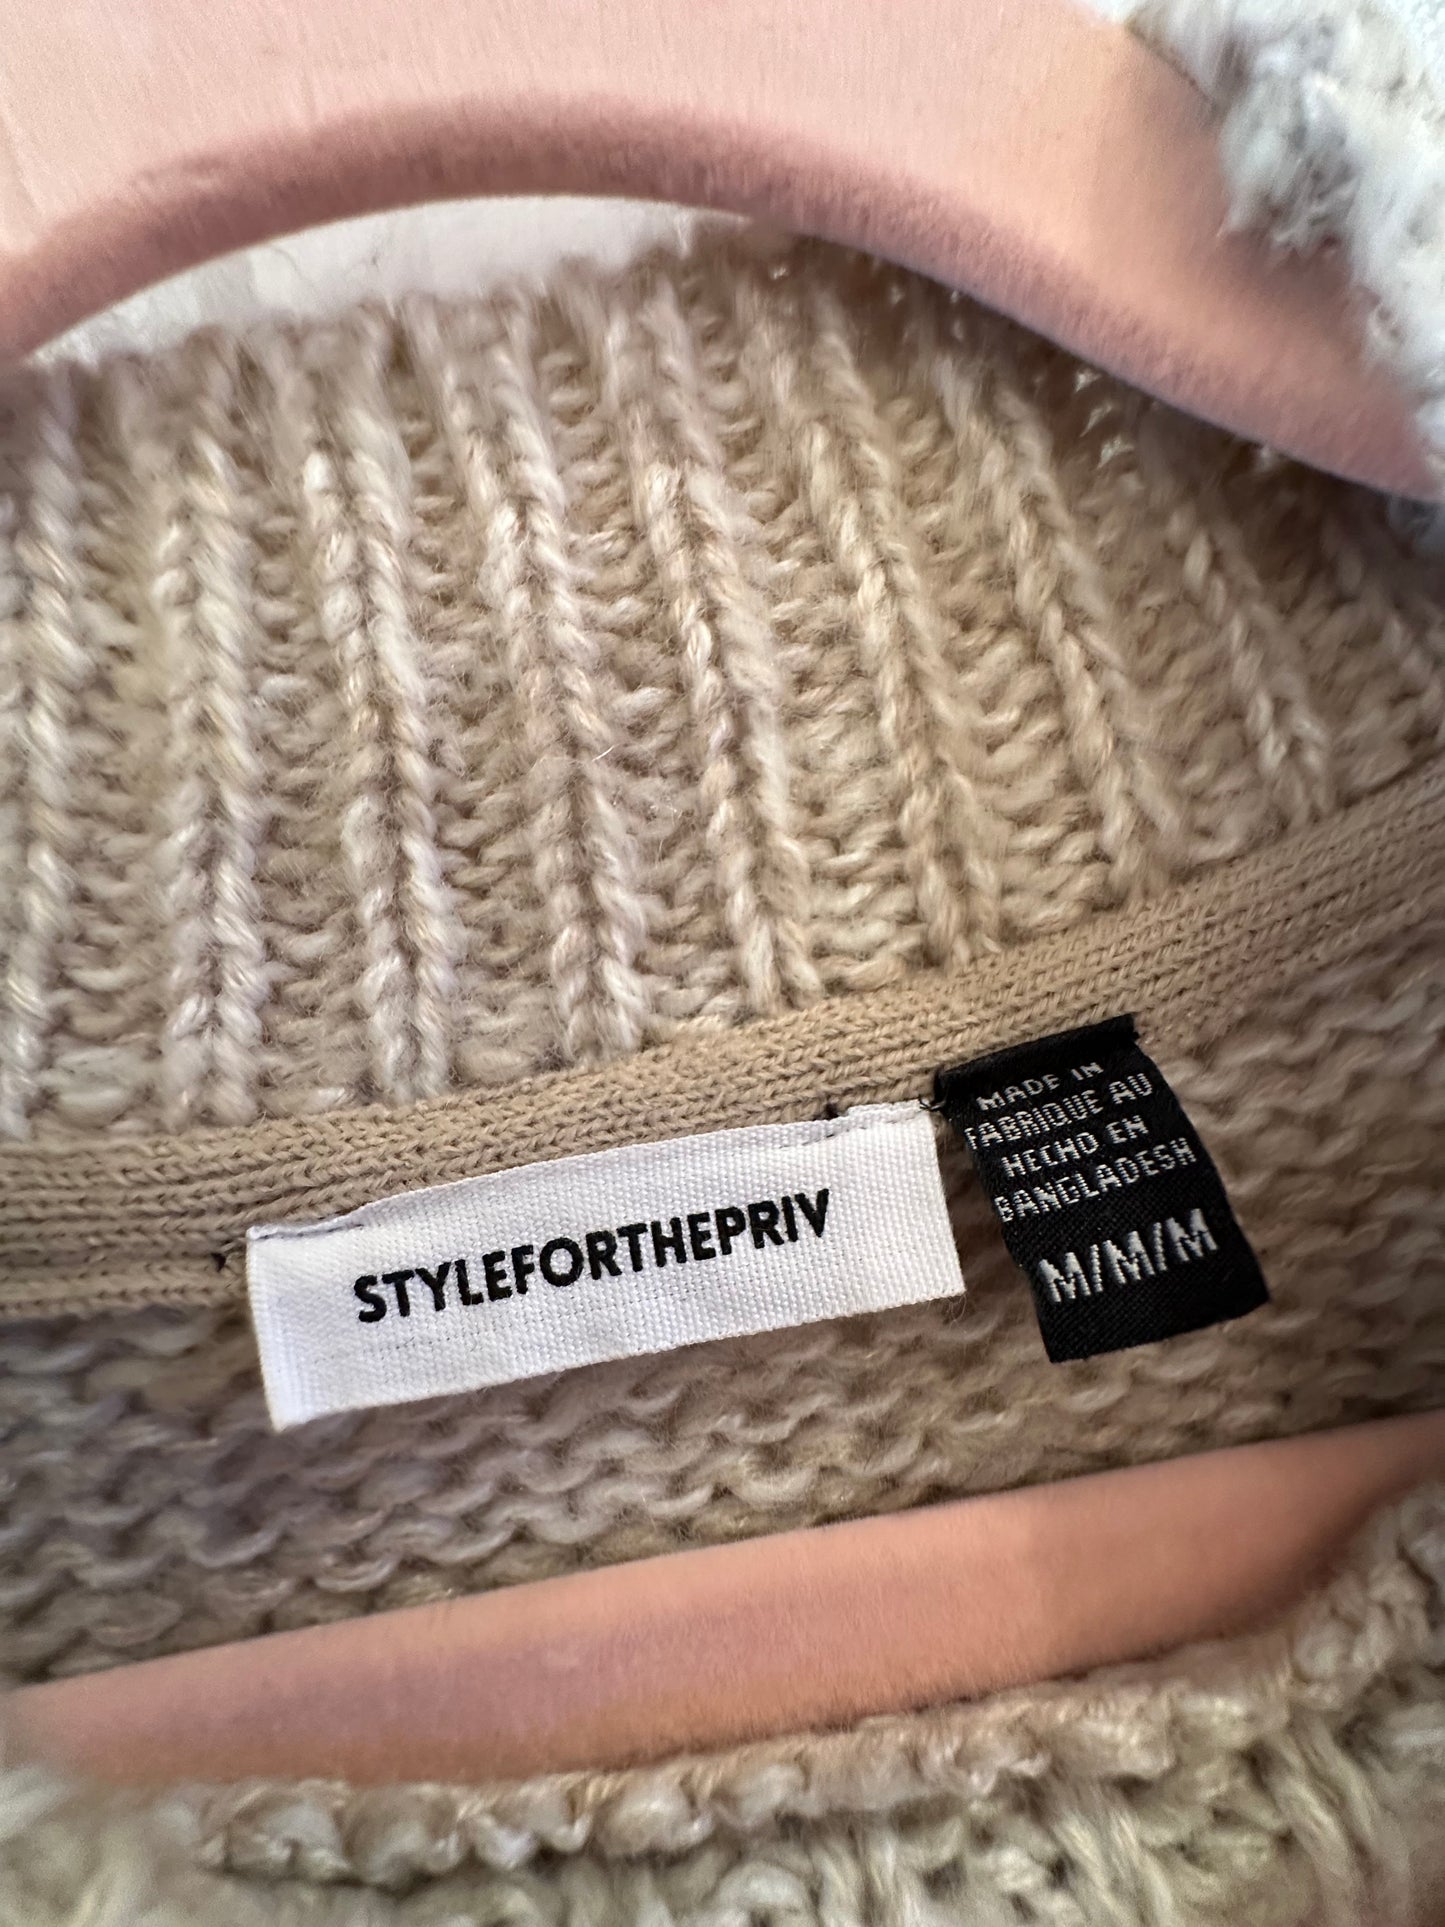 STYLEFORTHEPRIV
MADE IN
FABRIQUE AU
HECHO EN
BANGLADESH
M/M/M